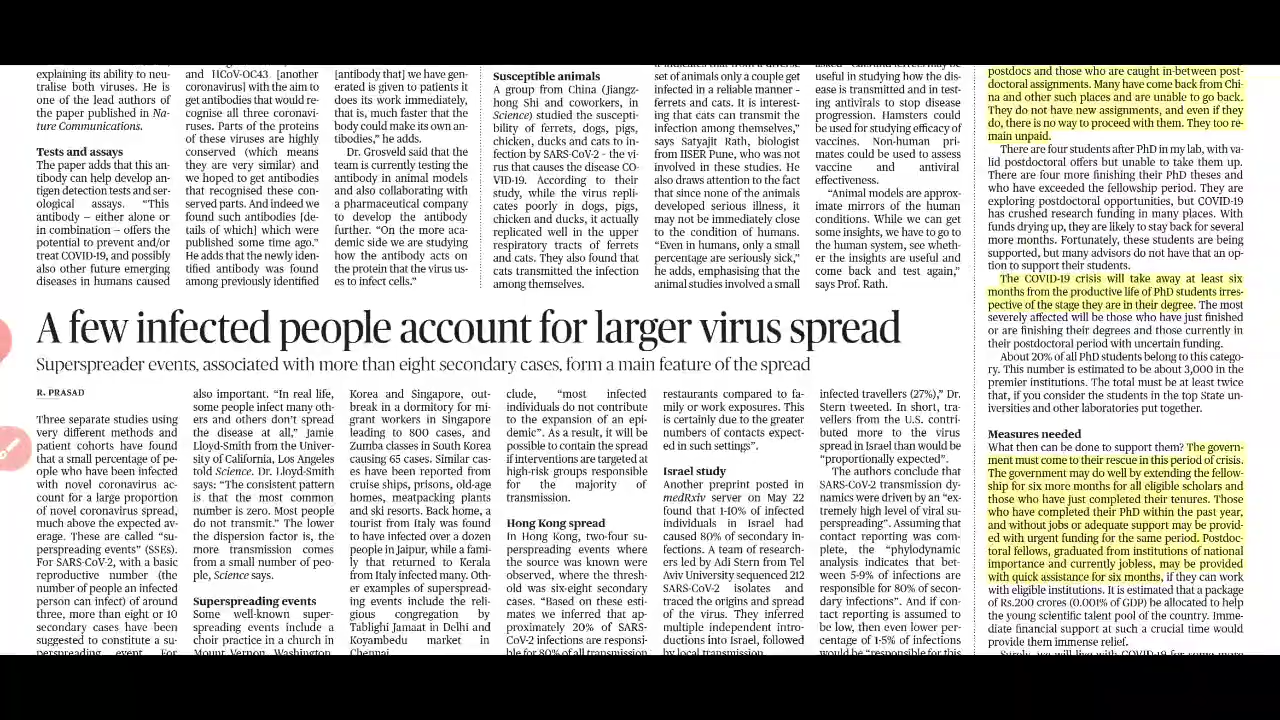 explaining its ability to neu-
tralise both viruses. He is
one of the lead authors of
the paper published in Na-
ture Communications.
Tests and assays
The paper adds that this an-
tibody can help develop an-
tigen detection tests and ser-
ological assays. “This
antibody – either alone or
in combination – offers the
potential to prevent and/or
treat COVID-19, and possibly
also other future emerging
diseases in humans caused
and HCoV-OC43 [another
coronavirus] with the aim to
get antibodies that would re-
cognise all three coronavi-
ruses. Parts of the proteins
of these viruses are highly
conserved (which means
they are very similar) and
we hoped to get antibodies
that recognised these con-
served parts. And indeed we
found such antibodies [de-
tails of which] which were
published some time ago.”
He adds that the newly iden-
tified antibody was found
among previously identified
[antibody that] we have gen-
erated is given to patients it
does its work immediately,
that is, much faster that the
body could make its own an-
tibodies,” he adds.
Dr. Grosveld said that the
team is currently testing the
antibody in animal models
and also collaborating with
a pharmaceutical company
to develop the antibody
further. “On the more aca-
demic side we are studying
how the antibody acts on
the protein that the virus us-
es to infect cells.”
Susceptible animals
A group from China (Jiangz-
hong Shi and coworkers, in
Science) studied the suscepti-
bility of ferrets, dogs, pigs,
chicken, ducks and cats to in-
fection by SARS-CoV-2 - the vi-
rus that causes the disease CO-
VID-19. According to their
study, while the virus repli-
cates poorly in dogs, pigs,
chicken and ducks, it actually
replicated well in the upper
respiratory tracts of ferrets
and cats. They also found that
cats transmitted the infection
among themselves.
it indicates that from a diverse
set of animals only a couple get
infected in a reliable manner –
ferrets and cats. It is interest-
ing that cats can transmit the
infection among themselves,”
says Satyajit Rath, biologist
from IISER Pune, who was not
involved in these studies. He
also draws attention to the fact
that since none of the animals
developed serious illness, it
may not be immediately close
to the condition of humans.
“Even in humans, only a small
percentage are seriously sick,”
he adds, emphasising that the
animal studies involved a small
useful in studying how the dis-
ease is transmitted and in test-
ing antivirals to stop disease
progression. Hamsters could
be used for studying efficacy of
vaccines. Non-human pri-
mates could be used to assess
vaccine and antiviral
effectiveness.
“Animal models are approx-
imate mirrors of the human
conditions. While we can get
some insights, we have to go to
the human system, see wheth-
er the insights are useful and
come back and test again,”
says Prof. Rath.
A few infected people account for larger virus spread
Superspreader events, associated with more than eight secondary cases, form a main feature of the spread
R. PRASAD
Three separate studies using
very different methods and
patient cohorts have found
that a small percentage of pe-
ople who have been infected
with novel coronavirus ac-
count for a large proportion
of novel coronavirus spread,
much above the expected av-
erage. These are called “su-
perspreading events” (SSEs).
For SARS-CoV-2, with a basic
reproductive number (the
number of people an infected
person can infect) of around
three, more than eight or 10
secondary cases have been
suggested to constitute a su-
perspreading event. For
also important. “In real life,
some people infect many oth-
ers and others don’t spread
the disease at all,” Jamie
Lloyd-Smith from the Univer-
sity of California, Los Angeles
told Science. Dr. Lloyd-Smith
says: “The consistent pattern
is that the most common
number is zero. Most people
do not transmit.” The lower
the dispersion factor is, the
more transmission comes
from a small number of peo-
ple, Science says.
Superspreading events
Some well-known super-
spreading events include a
choir practice in a church in
Mount Vernon, Washington,
Korea and Singapore, out-
break in a dormitory for mi-
grant workers in Singapore
leading to 800 cases, and
Zumba classes in South Korea
causing 65 cases. Similar cas-
es have been reported from
cruise ships, prisons, old-age
homes, meatpacking plants
and ski resorts. Back home, a
tourist from Italy was found
to have infected over a dozen
people in Jaipur, while a fami-
ly that returned to Kerala
from Italy infected many. Oth-
er examples of superspread-
ing events include the reli-
gious congregation by
Tablighi Jamaat in Delhi and
Koyambedu market in
Chennai.
clude, “most infected
individuals do not contribute
to the expansion of an epi-
demic”. As a result, it will be
possible to contain the spread
if interventions are targeted at
high-risk groups responsible
for the majority of
transmission.
Hong Kong spread
In Hong Kong, two-four su-
perspreading events where
the source was known were
observed, where the thresh-
old was six-eight secondary
cases. “Based on these esti-
mates we inferred that ap-
proximately 20% of SARS-
CoV-2 infections are responsi-
ble for 80% of all transmission
restaurants compared to fa-
mily or work exposures. This
is certainly due to the greater
numbers of contacts expect-
ed in such settings”.
Israel study
Another preprint posted in
medRxiv server on May 22
found that 1-10% of infected
individuals in Israel had
caused 80% of secondary in-
fections. A team of research-
ers led by Adi Stern from Tel
Aviv University sequenced 212
SARS-CoV-2 isolates and
traced the origins and spread
of the virus. They inferred
multiple independent intro-
ductions into Israel, followed
by local transmission.
infected travellers (27%),” Dr.
Stern tweeted. In short, tra-
vellers from the U.S. contri-
buted more to the virus
spread in Israel than would be
“proportionally expected”.
The authors conclude that
SARS-CoV-2 transmission dy-
namics were driven by an “ex-
tremely high level of viral su-
perspreading”. Assuming that
contact reporting was com-
plete, the “phylodynamic
analysis indicates that bet-
ween 5-9% of infections are
responsible for 80% of secon-
dary infections”. And if con-
tact reporting is assumed to
be low, then even lower per-
centage of 1-5% of infections
would be “responsible for this
postdocs and those who are caught in-between post-
doctoral assignments. Many have come back from Chi-
na and other such places and are unable to go back.
They do not have new assignments, and even if they
do, there is no way to proceed with them. They too re-
main unpaid.
There are four students after PhD in my lab, with va-
lid postdoctoral offers but unable to take them up.
There are four more finishing their PhD theses and
who have exceeded the fellowship period. They are
exploring postdoctoral opportunities, but COVID-19
has crushed research funding in many places. With
funds drying up, they are likely to stay back for several
more months. Fortunately, these students are being
supported, but many advisors do not have that an op-
tion to support their students.
The COVID-19 crisis will take away at least six
months from the productive life of PhD students irres-
pective of the stage they are in their degree. The most
severely affected will be those who have just finished
or are finishing their degrees and those currently in
their postdoctoral period with uncertain funding.
About 20% of all PhD students belong to this catego-
ry. This number is estimated to be about 3,000 in the
premier institutions. The total must be at least twice
that, if you consider the students in the top State un-
iversities and other laboratories put together.
Measures needed
What then can be done to support them? The govern-
ment must come to their rescue in this period of crisis.
The government may do well by extending the fellow-
ship for six more months for all eligible scholars and
those who have just completed their tenures. Those
who have completed their PhD within the past year,
and without jobs or adequate support may be provid-
ed with urgent funding for the same period. Postdoc-
toral fellows, graduated from institutions of national
importance and currently jobless, may be provided
with quick assistance for six months, if they can work
with eligible institutions. It is estimated that a package
of Rs.200 crores (0.001% of GDP) be allocated to help
the young scientific talent pool of the country. Imme-
diate financial support at such a crucial time would
provide them immense relief.
Surely, we will live with COVID-19 for some more